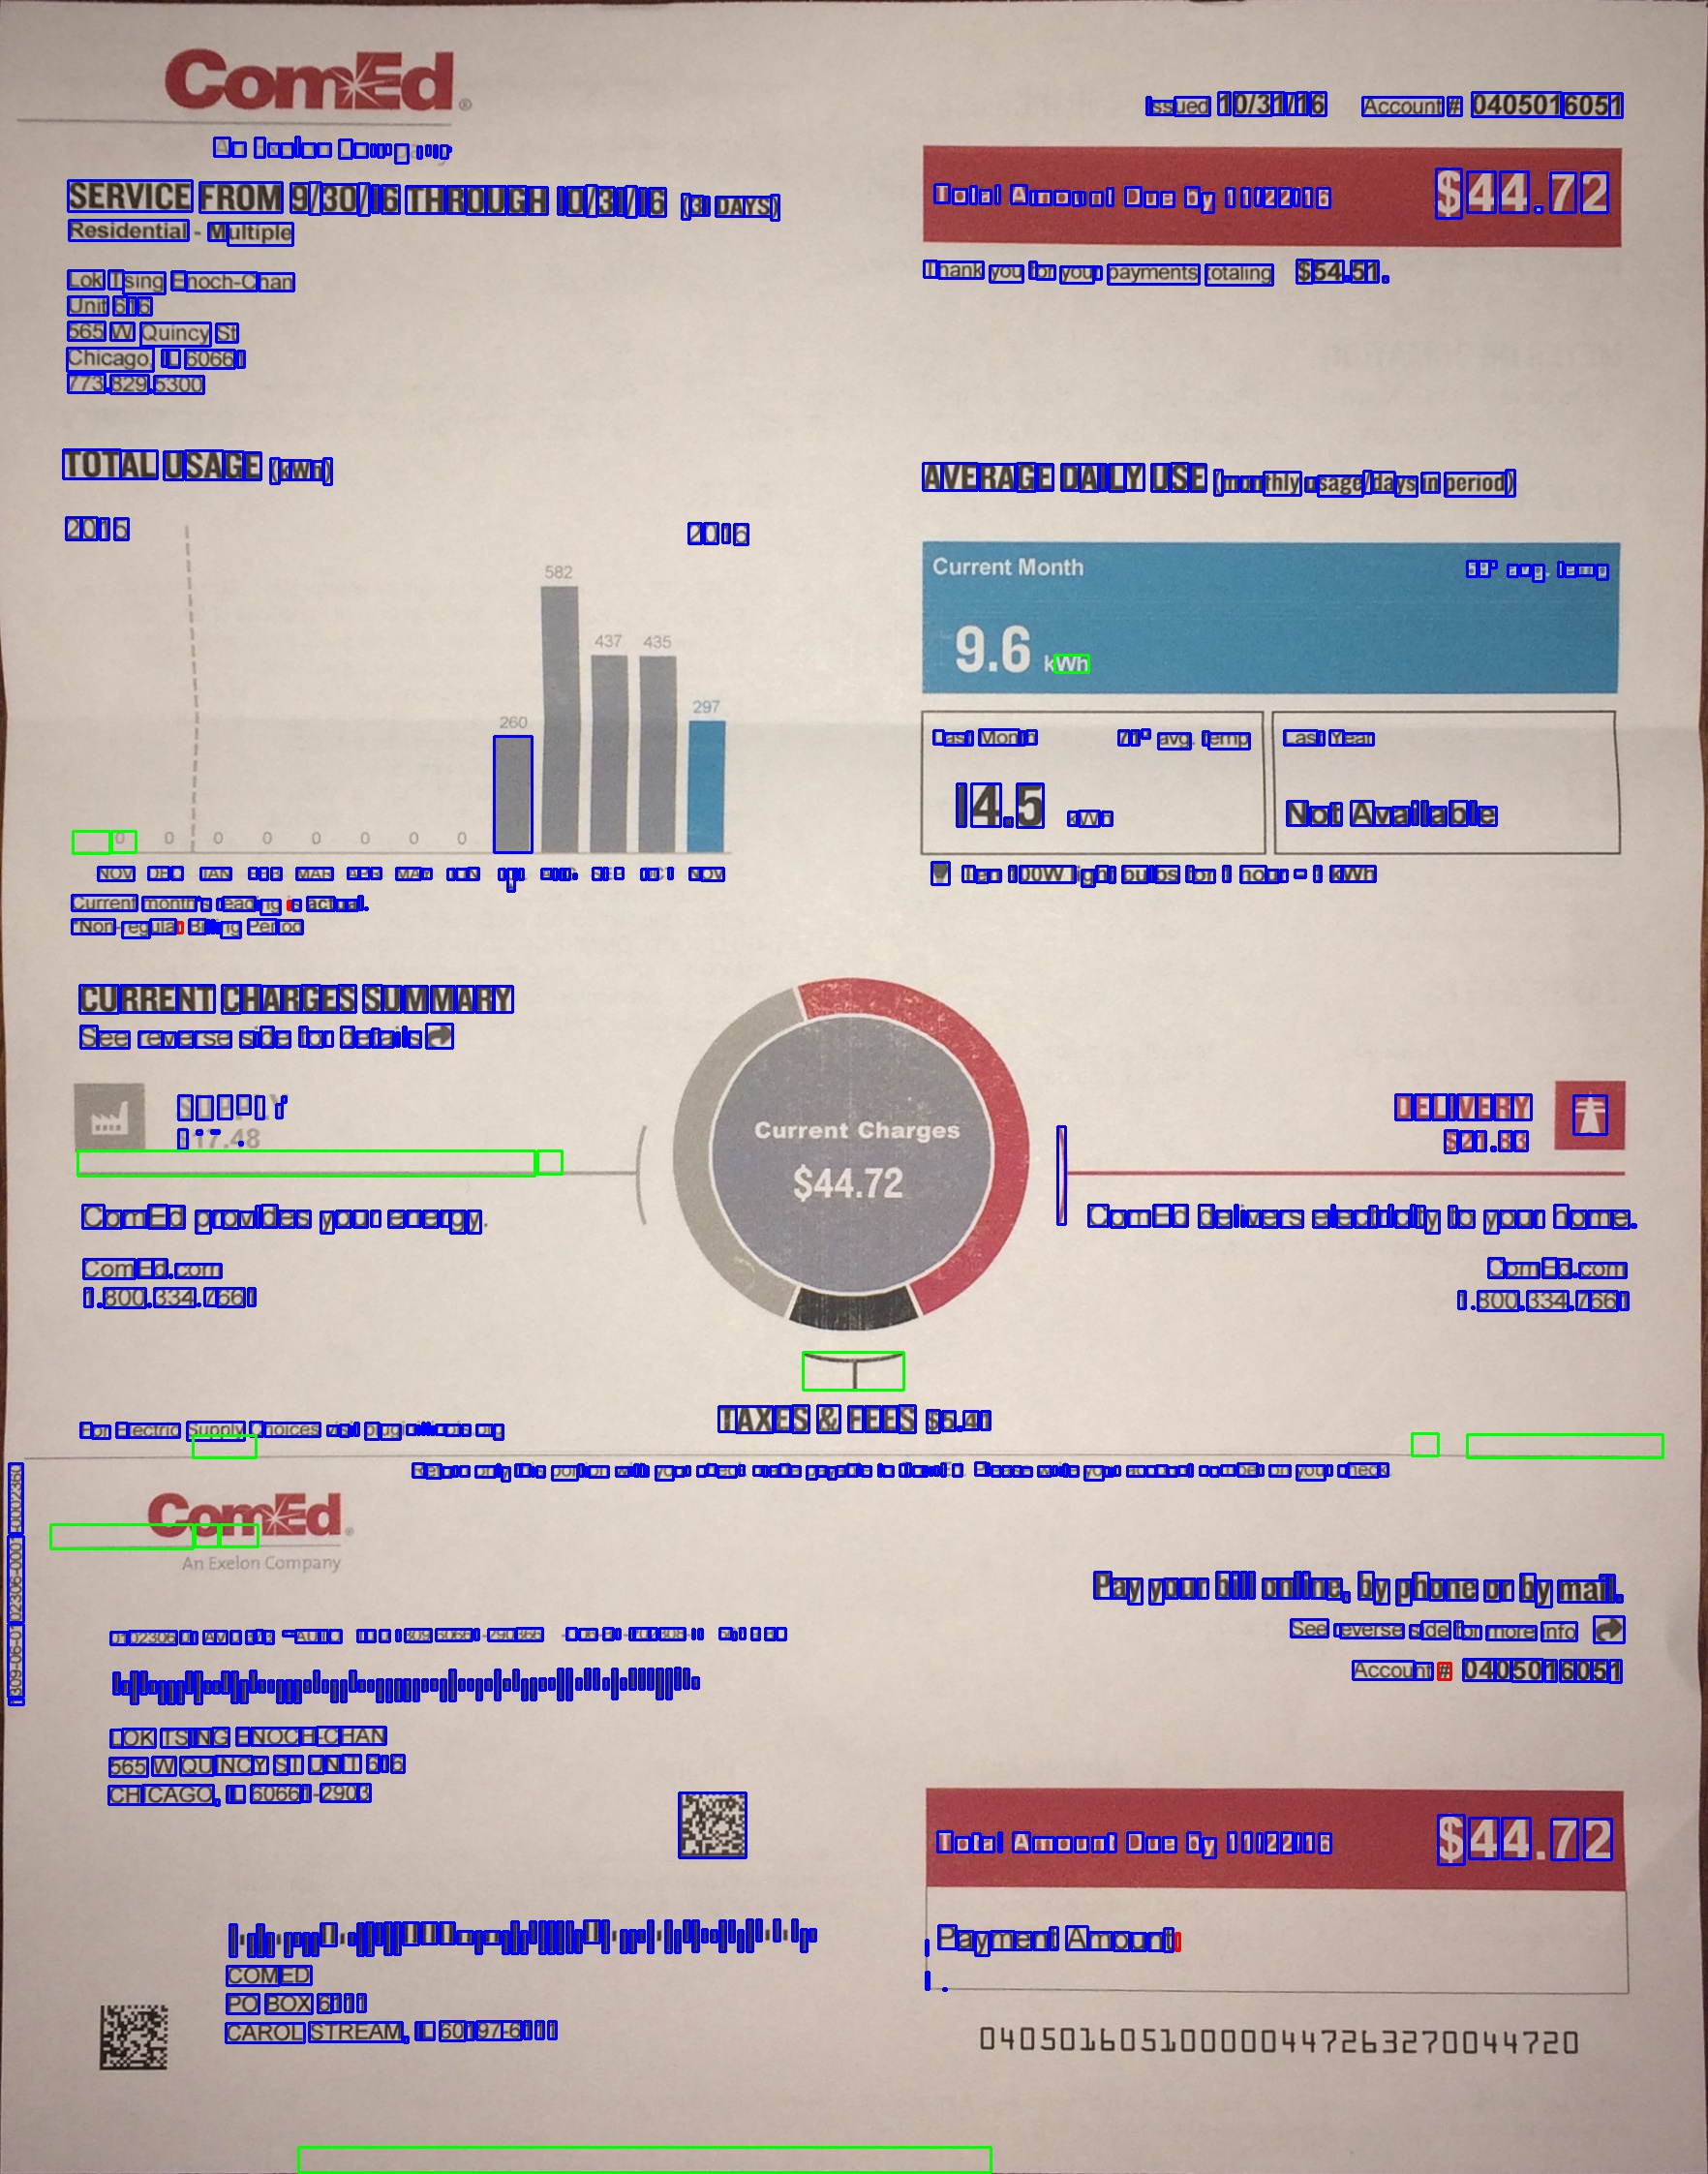 ComEd®
An Exelon Company
Issued 10/31/16 Account # 0405016051
SERVICE FROM 9/30/16 THROUGH 10/31/16 (31 DAYS)
Residential - Multiple
Total Amount Due by 11/22/2016 $44.72
Thank you for your payments totaling $54.51.
Lok Tsing Enoch-Chan
Unit 616
565 W Quincy St
Chicago, IL 60661
773.829.5300
TOTAL USAGE (kWh)
2015 2016
582
437 435
297
260
0 0 0 0 0 0 0 0
NOV DEC JAN FEB MAR APR MAY JUN AUG. SEP OCT NOV
Current month's reading is actual.
*Non-regular Billing Period
AVERAGE DAILY USE (monthly usage/days in period)
Current Month 59° avg. temp
9.6 kWh
Last Month 71° avg. temp
14.5 kWh
Last Year
Not Available
Ten 100W light bulbs for 1 hour = 1 kWh
CURRENT CHARGES SUMMARY
See reverse side for details
SUPPLY
$17.48
Current Charges
$44.72
DELIVERY
$21.83
ComEd provides your energy.
ComEd.com
1.800.334.7661
ComEd delivers electricity to your home.
ComEd.com
1.800.334.7661
TAXES & FEES $5.41
For Electric Supply Choices visit pluginillinois.org
Return only this portion with your check made payable to ComEd. Please write your account number on your check.
ComEd®
An Exelon Company
Pay your bill online, by phone or by mail.
See reverse side for more info
Account # 0405016051
LOK TSING ENOCH-CHAN
565 W QUINCY ST UNIT 616
CHICAGO, IL 60661-2903
Total Amount Due by 11/22/2016 $44.72
Payment Amount
COMED
PO BOX 6111
CAROL STREAM, IL 60197-6111
040501605100000447263270044720